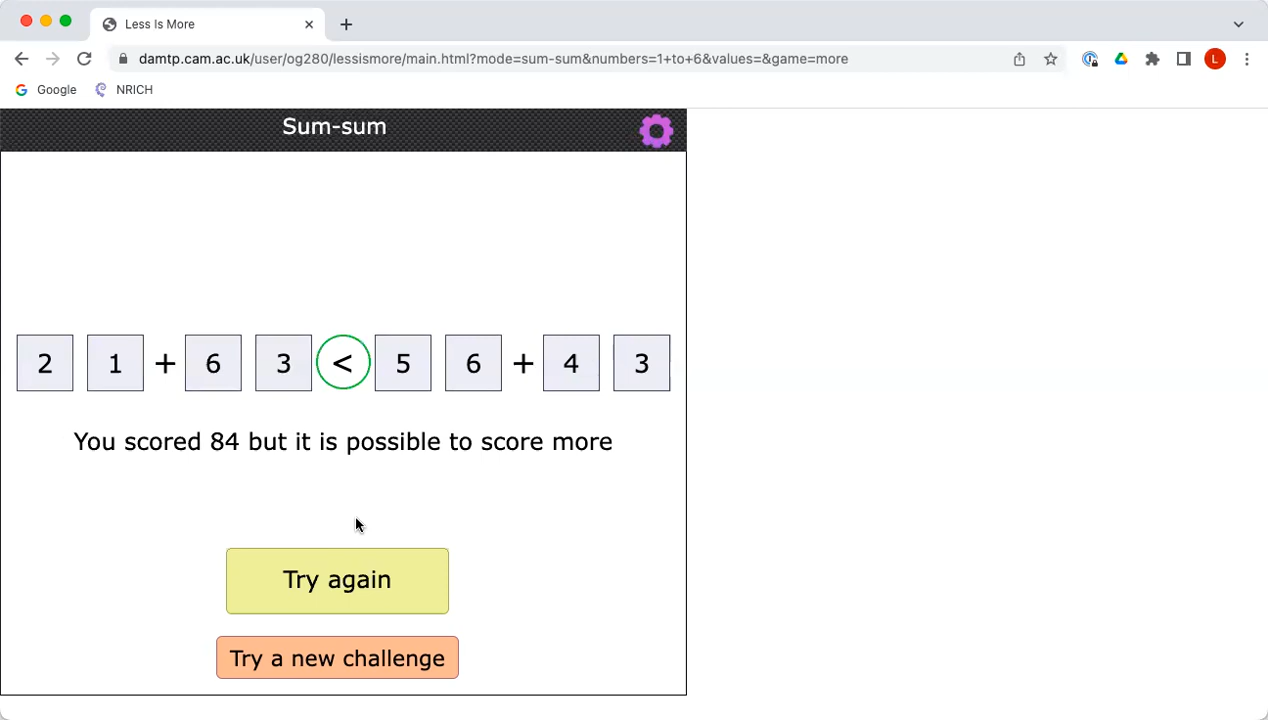 Less Is More
damtp.cam.ac.uk/user/og280/lessismore/main.html?mode=sum-sum&numbers=1+to+6&values=&game=more
L
Google NRICH
Sum-sum
2 1 + 6 3 < 5 6 + 4 3
You scored 84 but it is possible to score more
Try again
Try a new challenge